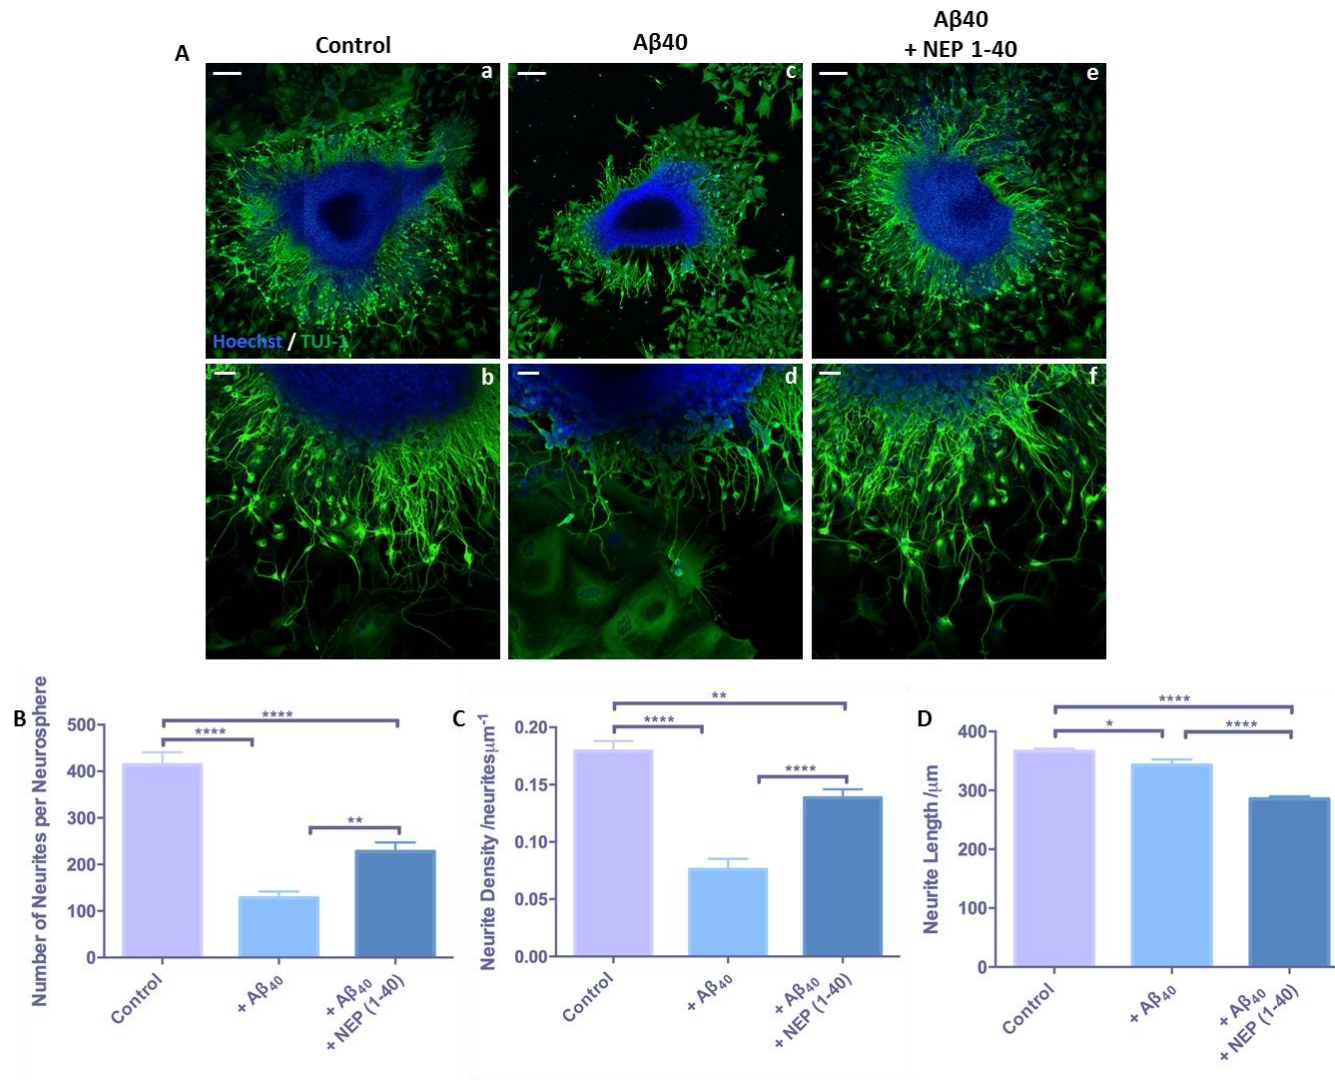 A
Control
Aβ40
Aβ40
+ NEP 1-40
a
c
e
Hoechst / TUJ-1
b
d
f
B
Number of Neurites per Neurosphere
500
400
300
200
100
0
****
****
**
Control
+ Aβ₄₀
+ Aβ₄₀
+ NEP (1-40)
C
Neurite Density /neuritesμm⁻¹
0.20
0.15
0.10
0.05
0.00
**
****
****
Control
+ Aβ₄₀
+ Aβ₄₀
+ NEP (1-40)
D
Neurite Length /μm
400
300
200
100
0
****
*
****
Control
+ Aβ₄₀
+ Aβ₄₀
+ NEP (1-40)